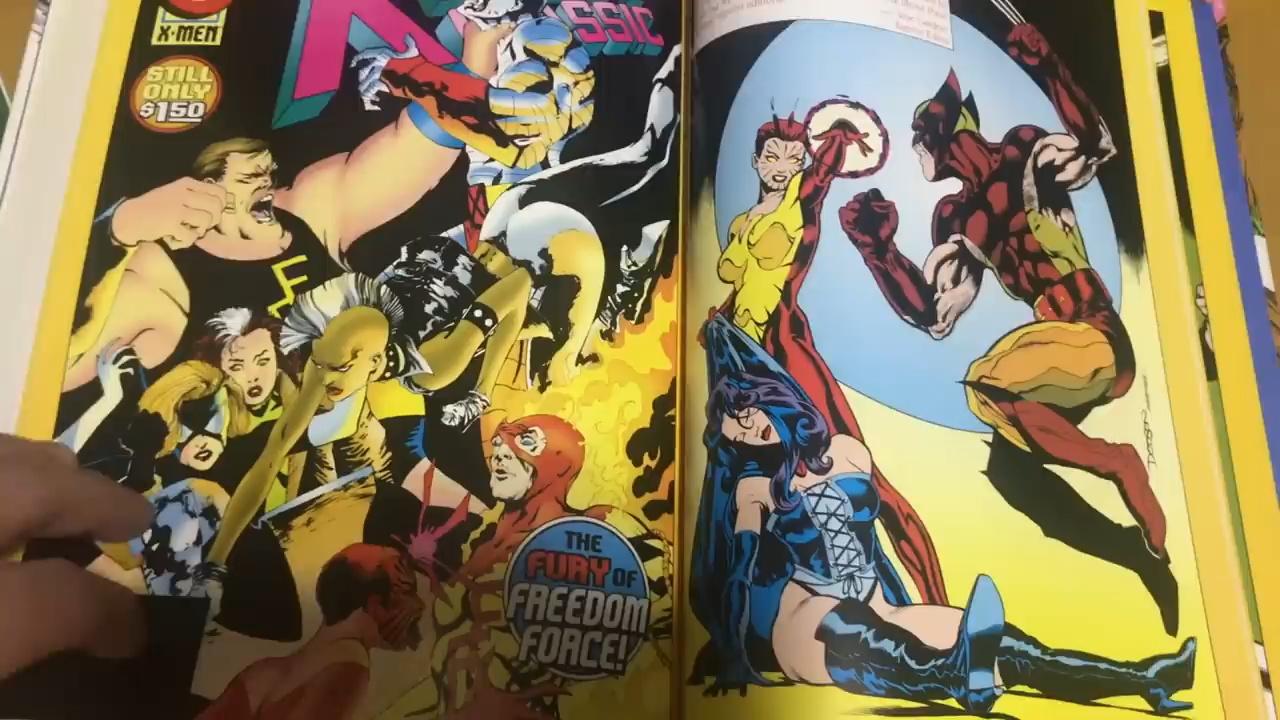 X-MEN
STILL
ONLY
$1.50
SSIC
THE
FURY OF
FREEDOM
FORCE!